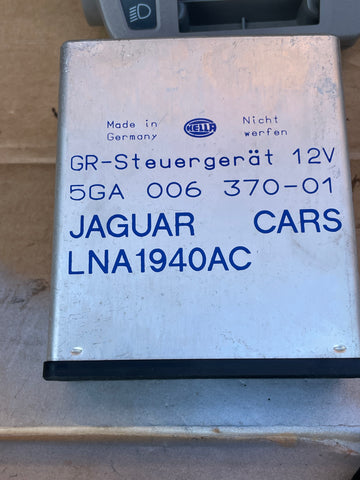 Made in
Germany
HELLA
Nicht
werfen
GR-Steuergerät 12V
5GA 006 370-01
JAGUAR CARS
LNA1940AC